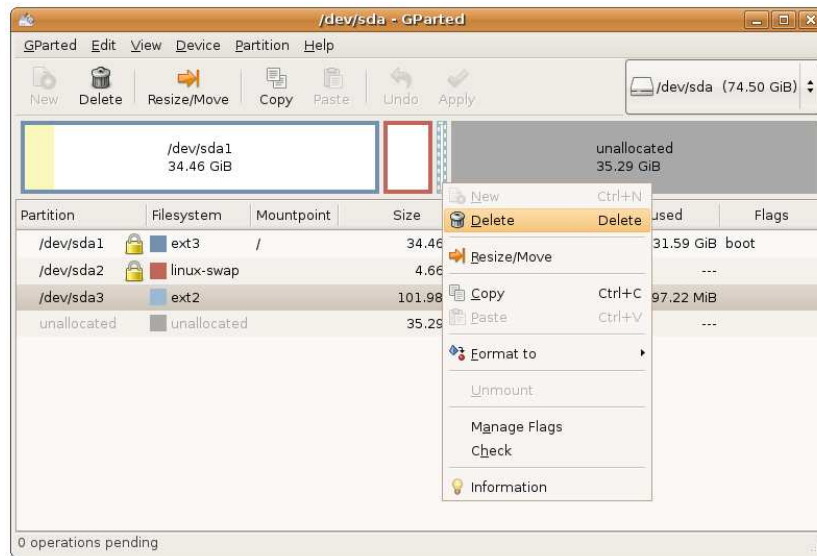 /dev/sda - GParted
GParted Edit View Device Partition Help
New Delete Resize/Move Copy Paste Undo Apply
/dev/sda (74.50 GiB)
/dev/sda1
34.46 GiB
unallocated
35.29 GiB
Partition Filesystem Mountpoint Size used Flags
/dev/sda1 ext3 / 34.46 31.59 GiB boot
/dev/sda2 linux-swap 4.66 ---
/dev/sda3 ext2 101.98 97.22 MiB
unallocated unallocated 35.29 ---
New Ctrl+N
Delete Delete
Resize/Move
Copy Ctrl+C
Paste Ctrl+V
Format to
Unmount
Manage Flags
Check
Information
0 operations pending